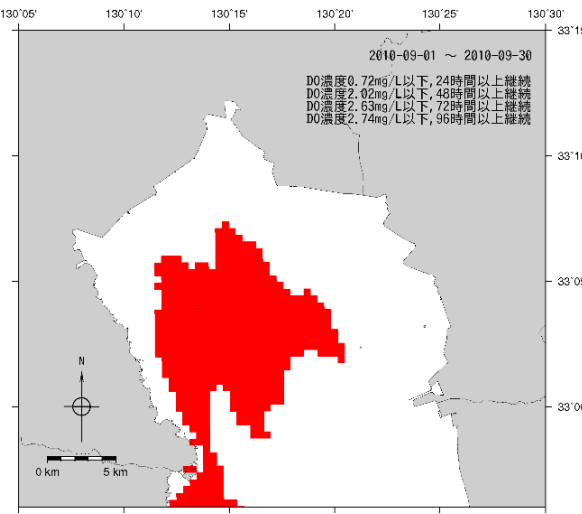 130°05' 130°10' 130°15' 130°20' 130°25' 130°30'
33°15'
2010-09-01 ～ 2010-09-30
DO濃度0.72mg/L以下,24時間以上継続
DO濃度2.02mg/L以下,48時間以上継続
DO濃度2.63mg/L以下,72時間以上継続
DO濃度2.74mg/L以下,96時間以上継続
33°10'
33°05'
N
33°00'
0 km 5 km